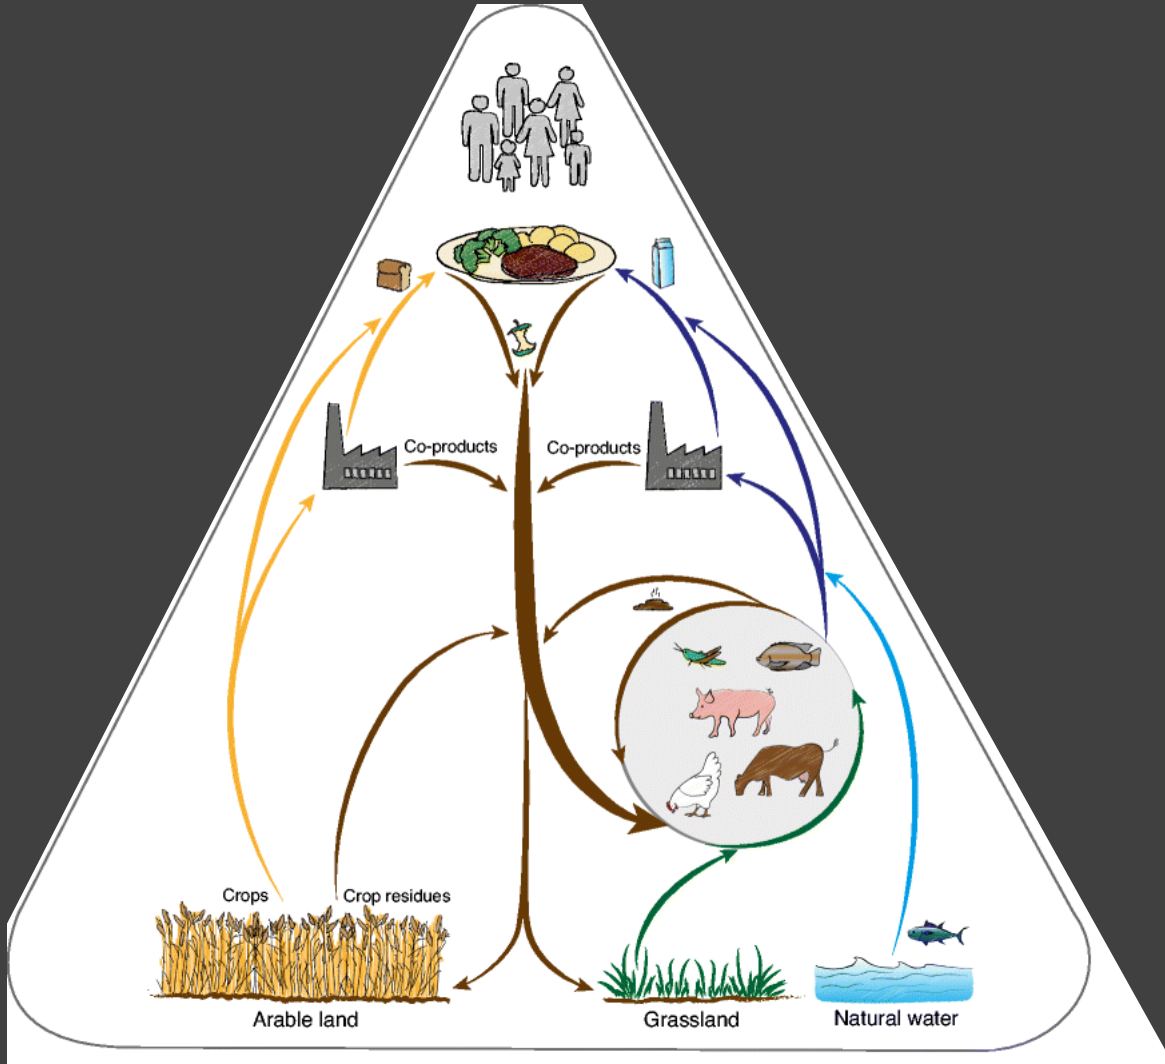 Co-products
Co-products
Crops
Crop residues
Arable land
Grassland
Natural water